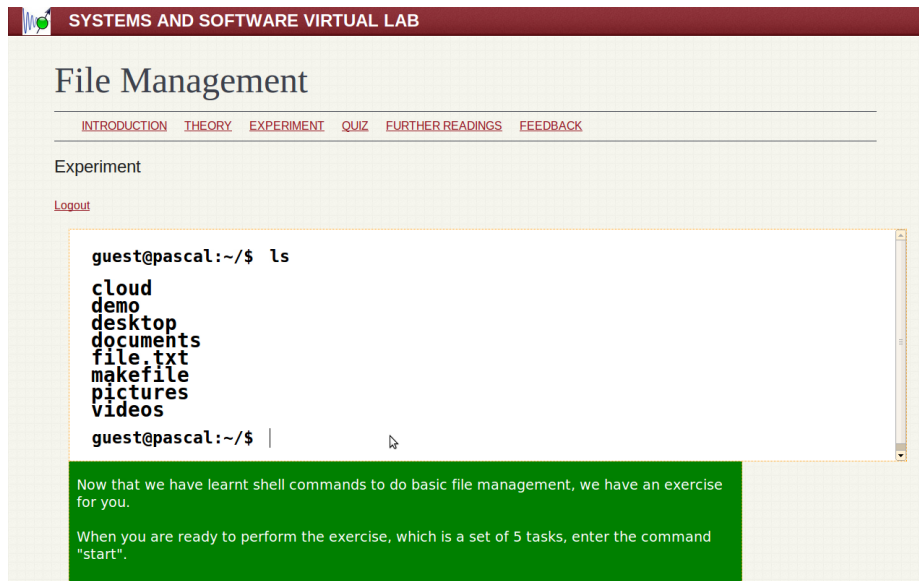 SYSTEMS AND SOFTWARE VIRTUAL LAB
File Management
INTRODUCTION THEORY EXPERIMENT QUIZ FURTHER READINGS FEEDBACK
Experiment
Logout
guest@pascal:~/$ ls
cloud
demo
desktop
documents
file.txt
makefile
pictures
videos
guest@pascal:~/$
Now that we have learnt shell commands to do basic file management, we have an exercise
for you.
When you are ready to perform the exercise, which is a set of 5 tasks, enter the command
"start".